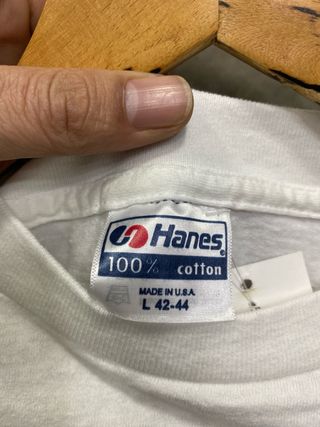 Hanes
100% cotton
MADE IN U.S.A.
L 42-44